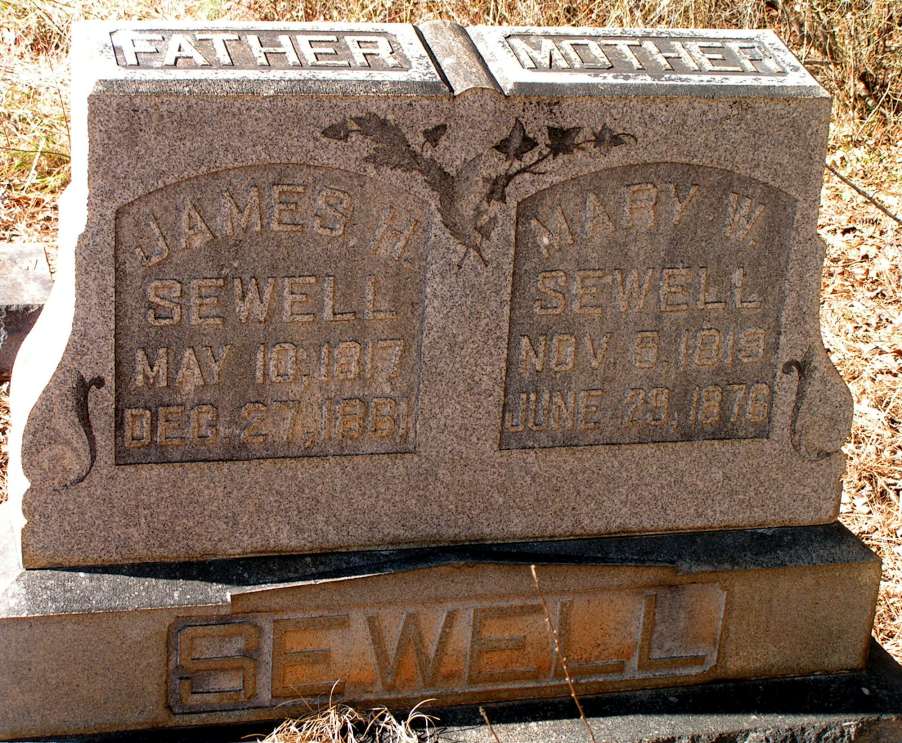 FATHER
MOTHER
JAMES H.
SEWELL
MAY 10, 1817
DEC. 27, 1881
MARY W
SEWELL
NOV 8, 1819
JUNE 29, 1876
SEWELL